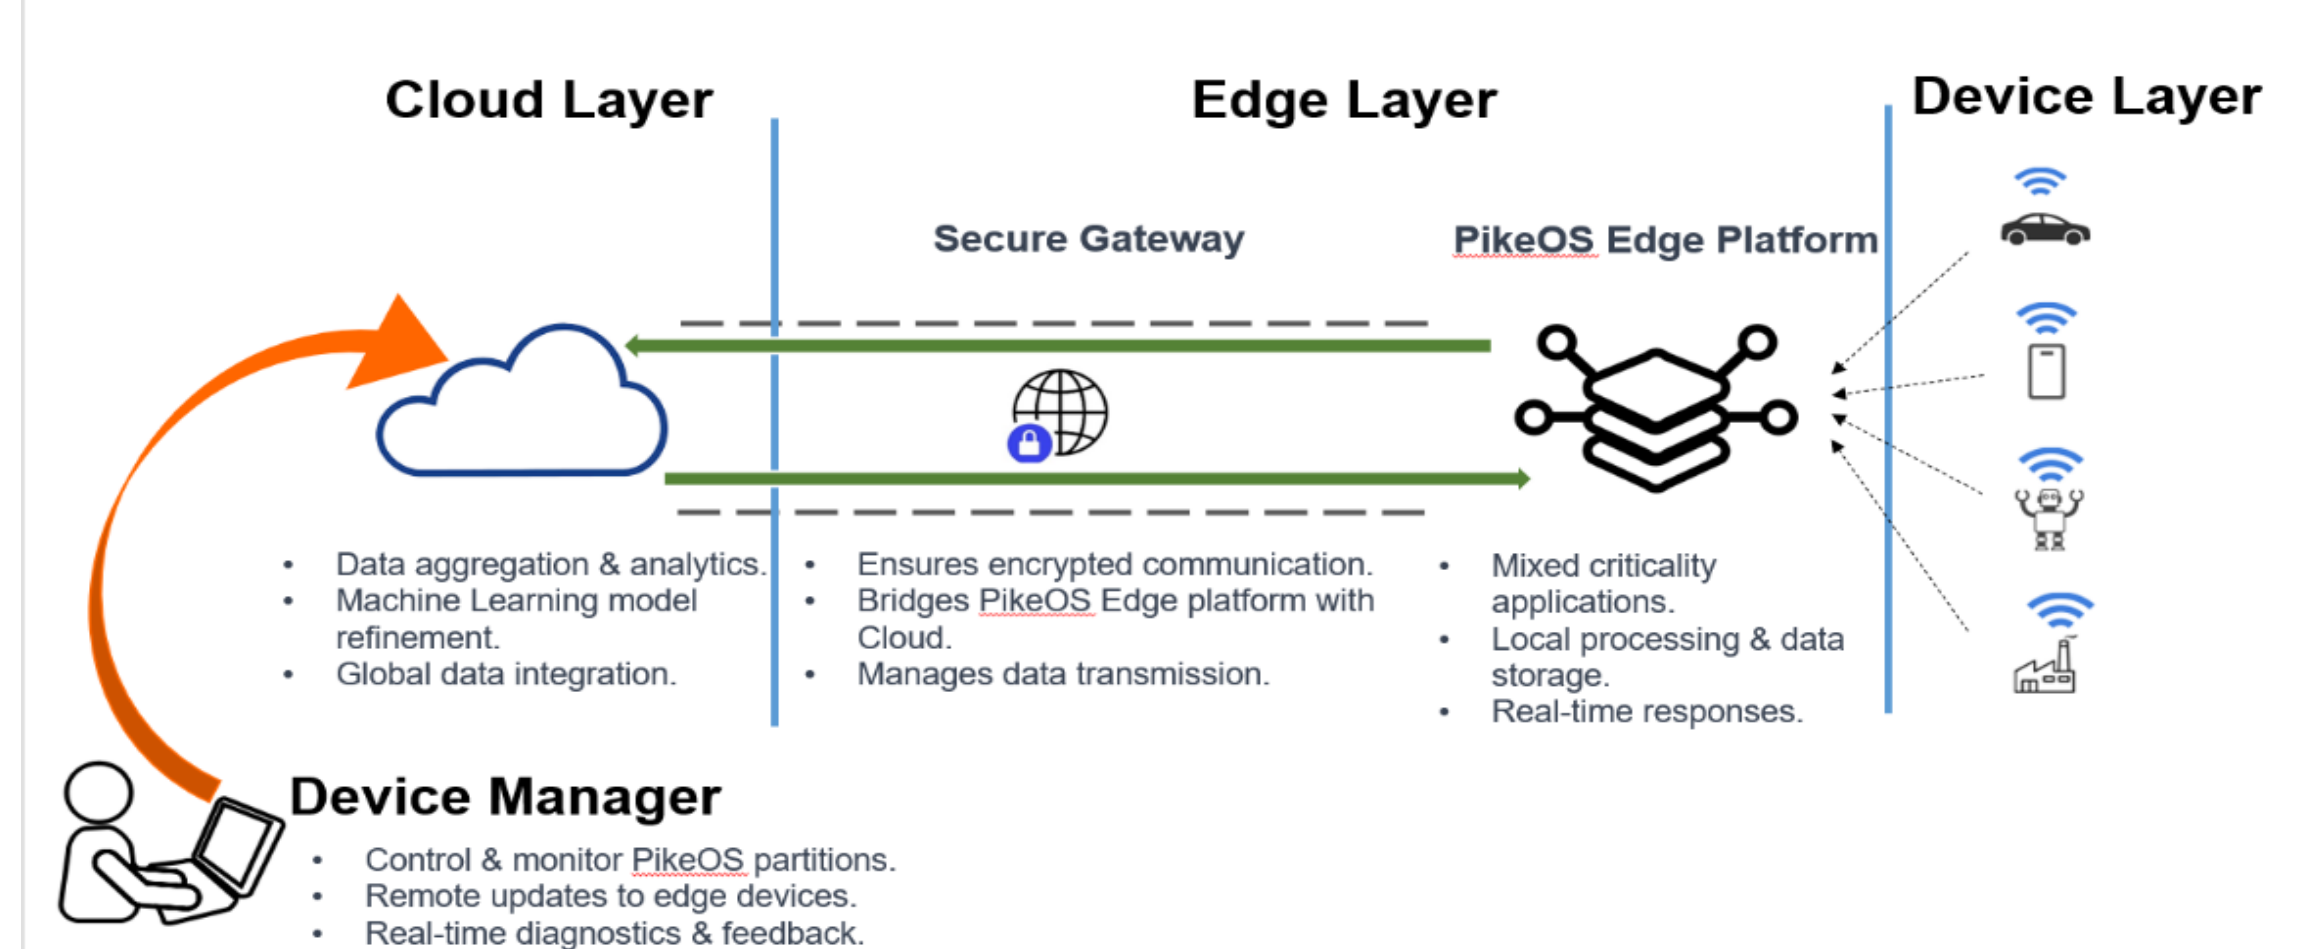 Cloud Layer
Edge Layer
Device Layer
Secure Gateway
PikeOS Edge Platform
• Data aggregation & analytics.
• Machine Learning model
refinement.
• Global data integration.
• Ensures encrypted communication.
• Bridges PikeOS Edge platform with
Cloud.
• Manages data transmission.
• Mixed criticality
applications.
• Local processing & data
storage.
• Real-time responses.
Device Manager
• Control & monitor PikeOS partitions.
• Remote updates to edge devices.
• Real-time diagnostics & feedback.